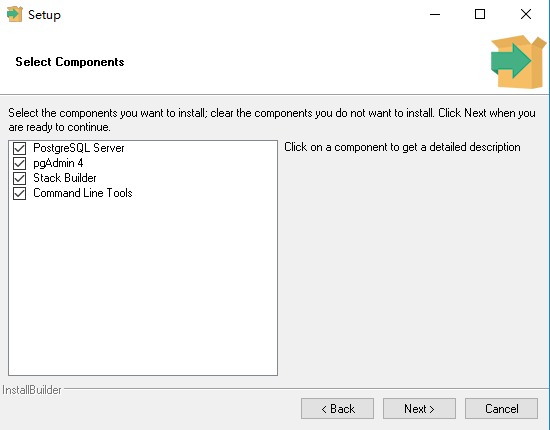 Setup
Select Components
Select the components you want to install; clear the components you do not want to install. Click Next when you
are ready to continue.
PostgreSQL Server
pgAdmin 4
Stack Builder
Command Line Tools
Click on a component to get a detailed description
InstallBuilder
< Back
Next >
Cancel